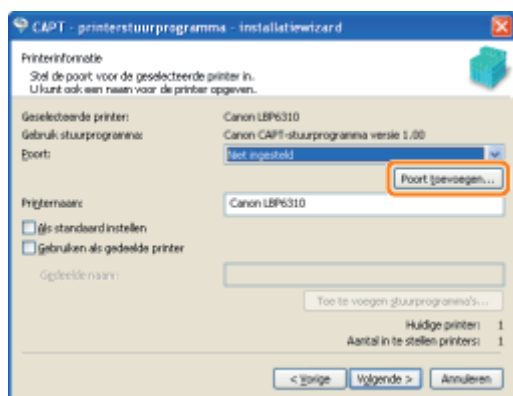 CAPT - printerstuurprogramma - installatiewizard
Printerinformatie
Stel de poort voor de geselecteerde printer in.
U kunt ook een naam voor de printer opgeven.
Geselecteerde printer: Canon LBP6310
Gebruik stuurprogramma: Canon CAPT-stuurprogramma versie 1.00
Poort: Niet ingesteld
Poort toevoegen...
Printernaam: Canon LBP6310
Als standaard instellen
Gebruiken als gedeelde printer
Gedeelde naam:
Toe te voegen stuurprogramma's...
Huidige printer: 1
Aantal in te stellen printers: 1
< Vorige Volgende > Annuleren